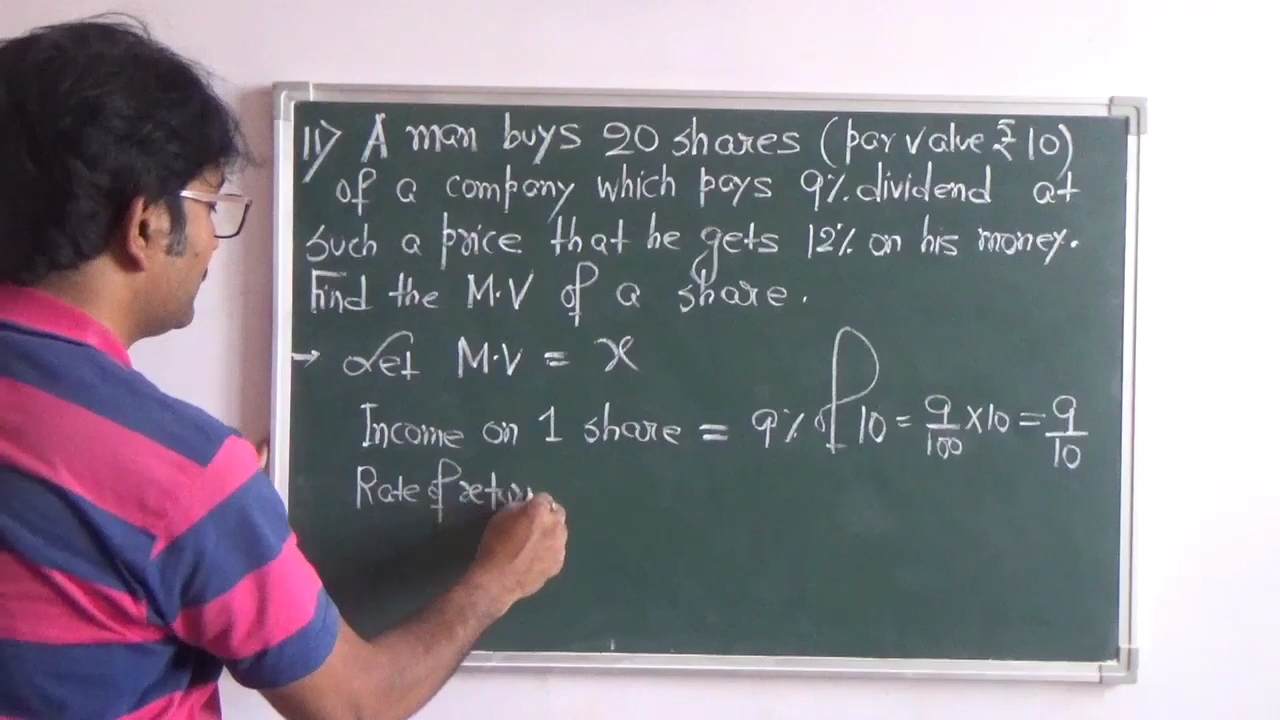 11) A man buys 20 shares (par value ₹ 10)
of a company which pays 9% dividend at
such a price that he gets 12% on his money.
Find the M.V of a share.
→ Let M.V = x
Income on 1 share = 9% of 10 = 9/100 × 10 = 9/10
Rate of retur